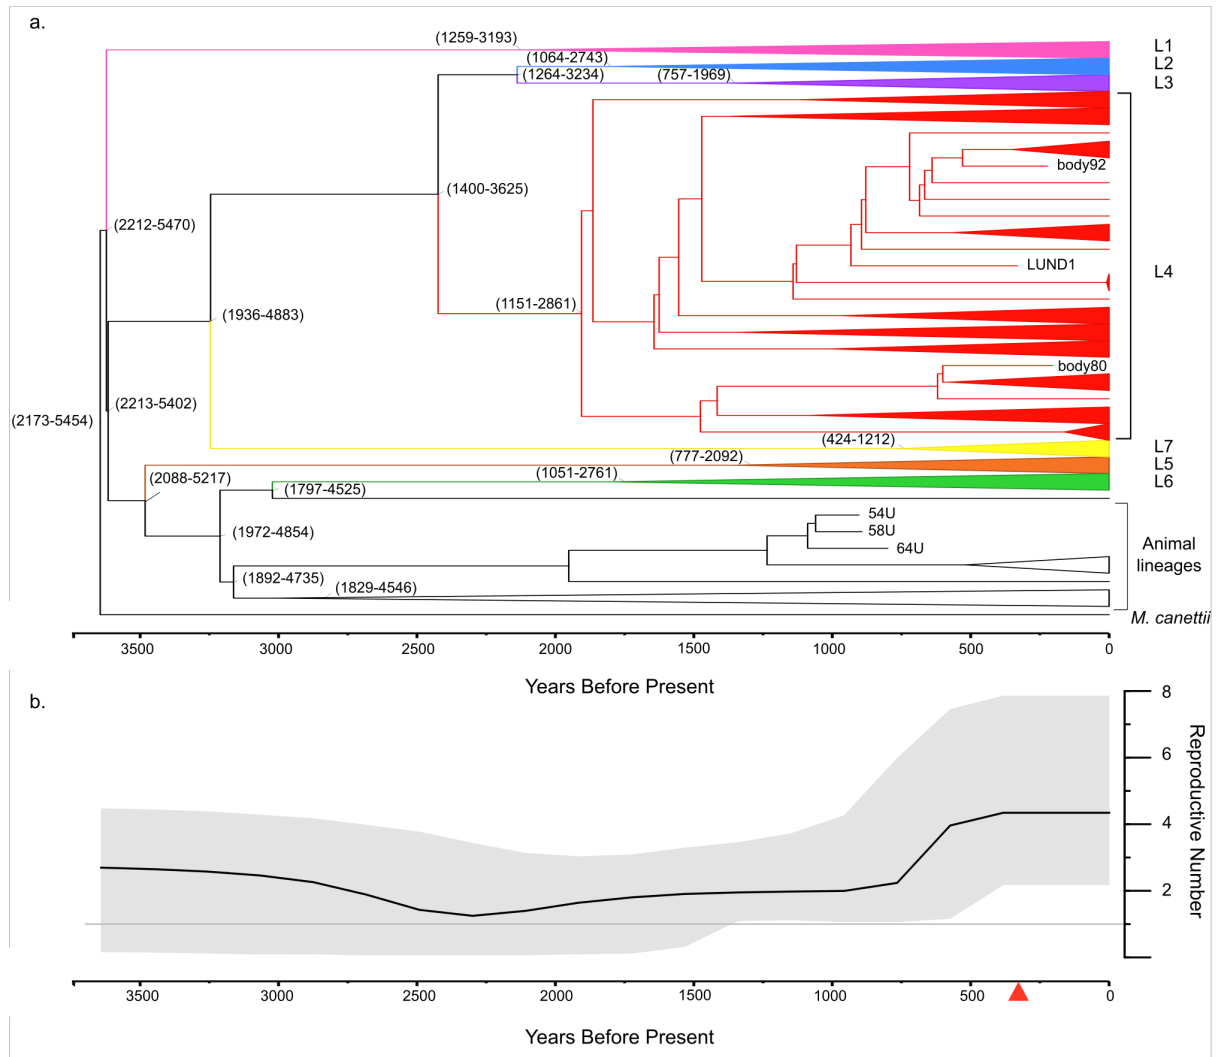 a.
(1259-3193)
L1
(1064-2743)
L2
(1264-3234)
(757-1969)
L3
body92
(1400-3625)
(2212-5470)
LUND1
L4
(1151-2861)
(1936-4883)
body80
(2213-5402)
(2173-5454)
(424-1212)
L7
(777-2092)
L5
(1051-2761)
L6
(2088-5217)
(1797-4525)
54U
58U
(1972-4854)
64U
Animal
lineages
(1892-4735)
(1829-4546)
M. canettii
3500 3000 2500 2000 1500 1000 500 0
Years Before Present
b.
8
6
4
2
Reproductive Number
3500 3000 2500 2000 1500 1000 500 0
Years Before Present